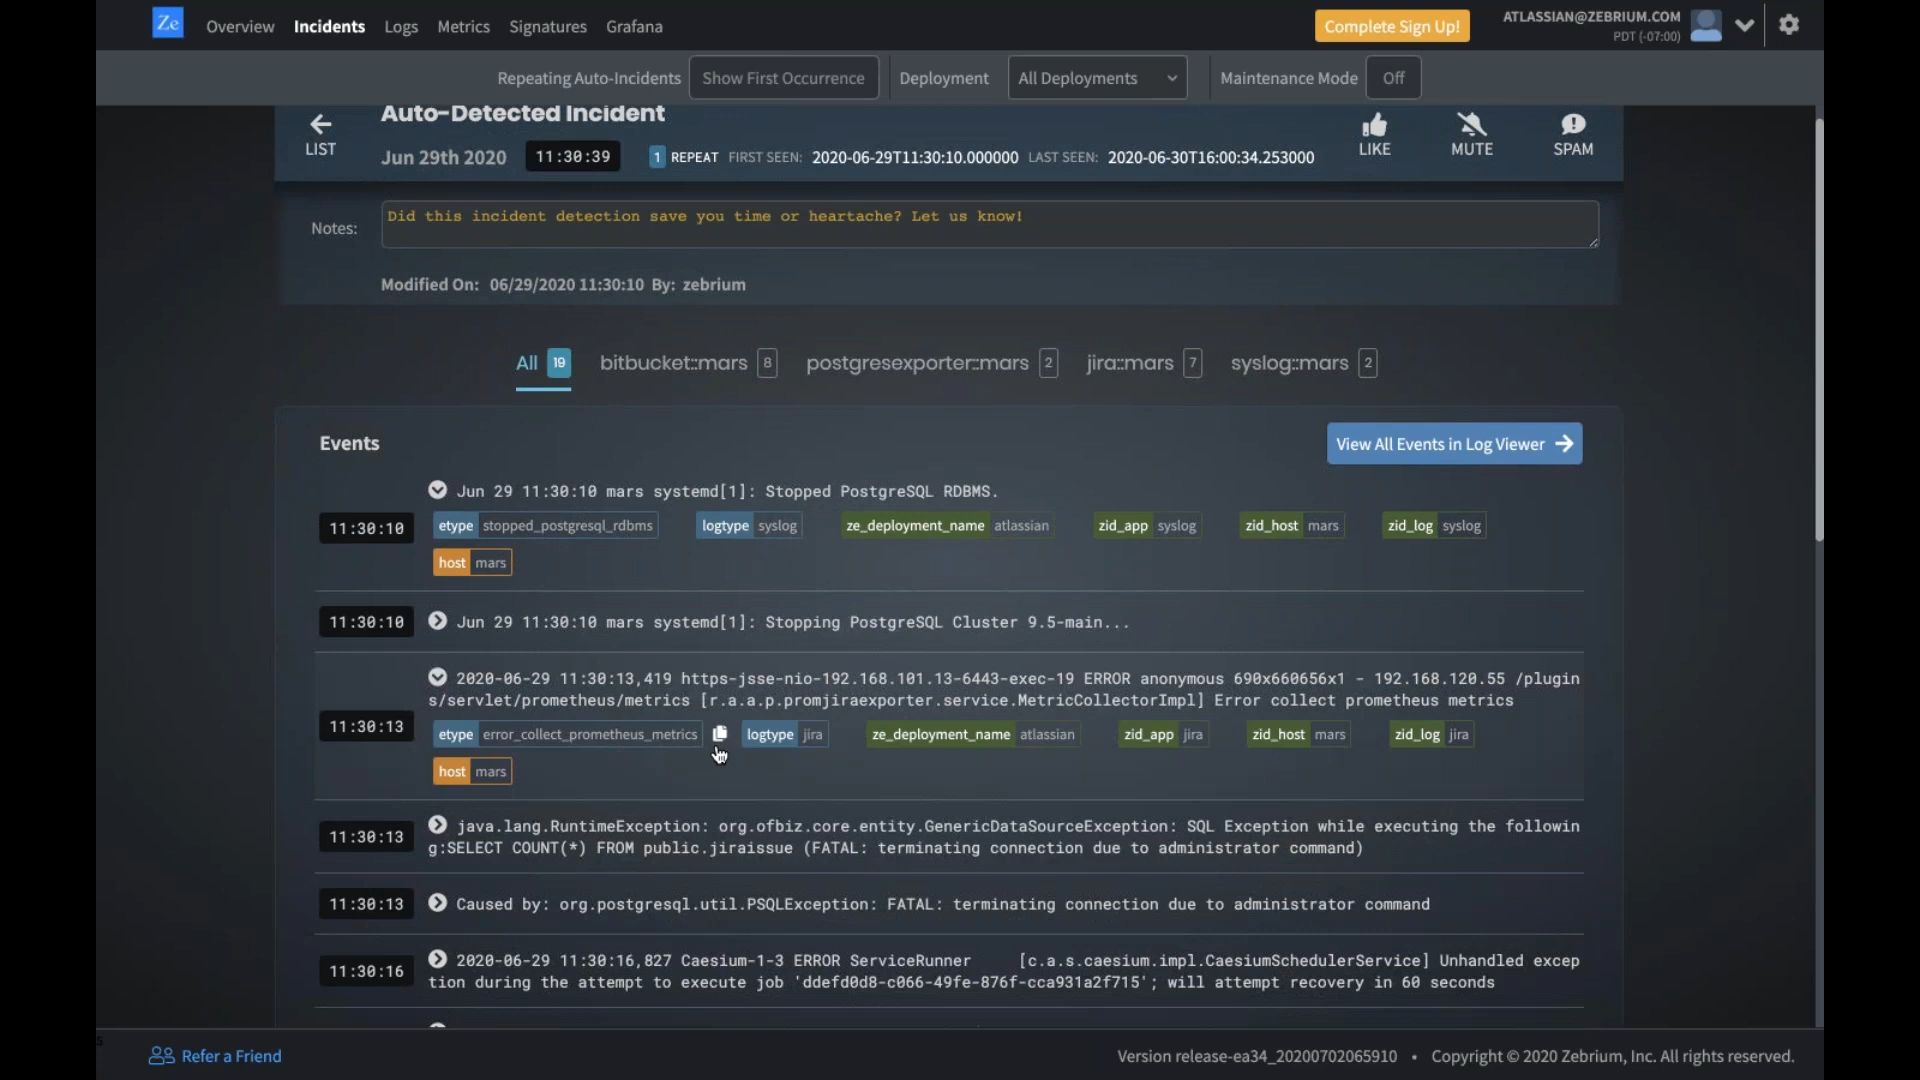 Ze Overview Incidents Logs Metrics Signatures Grafana Complete Sign Up! ATLASSIAN@ZEBRIUM.COM
PDT (-07:00)
Repeating Auto-Incidents Show First Occurrence Deployment All Deployments Maintenance Mode Off
Auto-Detected Incident
LIST
Jun 29th 2020 11:30:39 1 REPEAT FIRST SEEN: 2020-06-29T11:30:10.000000 LAST SEEN: 2020-06-30T16:00:34.253000
LIKE MUTE SPAM
Notes: Did this incident detection save you time or heartache? Let us know!
Modified On: 06/29/2020 11:30:10 By: zebrium
All 19 bitbucket::mars 8 postgresexporter::mars 2 jira::mars 7 syslog::mars 2
Events View All Events in Log Viewer
Jun 29 11:30:10 mars systemd[1]: Stopped PostgreSQL RDBMS.
11:30:10 etype stopped_postgresql_rdbms logtype syslog ze_deployment_name atlassian zid_app syslog zid_host mars zid_log syslog
host mars
11:30:10 Jun 29 11:30:10 mars systemd[1]: Stopping PostgreSQL Cluster 9.5-main...
2020-06-29 11:30:13,419 https-jsse-nio-192.168.101.13-6443-exec-19 ERROR anonymous 690x660656x1 - 192.168.120.55 /plugin
s/servlet/prometheus/metrics [r.a.a.p.promjiraexporter.service.MetricCollectorImpl] Error collect prometheus metrics
11:30:13 etype error_collect_prometheus_metrics logtype jira ze_deployment_name atlassian zid_app jira zid_host mars zid_log jira
host mars
11:30:13 java.lang.RuntimeException: org.ofbiz.core.entity.GenericDataSourceException: SQL Exception while executing the followin
g:SELECT COUNT(*) FROM public.jiraissue (FATAL: terminating connection due to administrator command)
11:30:13 Caused by: org.postgresql.util.PSQLException: FATAL: terminating connection due to administrator command
11:30:16 2020-06-29 11:30:16,827 Caesium-1-3 ERROR ServiceRunner [c.a.s.caesium.impl.CaesiumSchedulerService] Unhandled excep
tion during the attempt to execute job 'ddefd0d8-c066-49fe-876f-cca931a2f715'; will attempt recovery in 60 seconds
s
Refer a Friend Version release-ea34_20200702065910 • Copyright © 2020 Zebrium, Inc. All rights reserved.